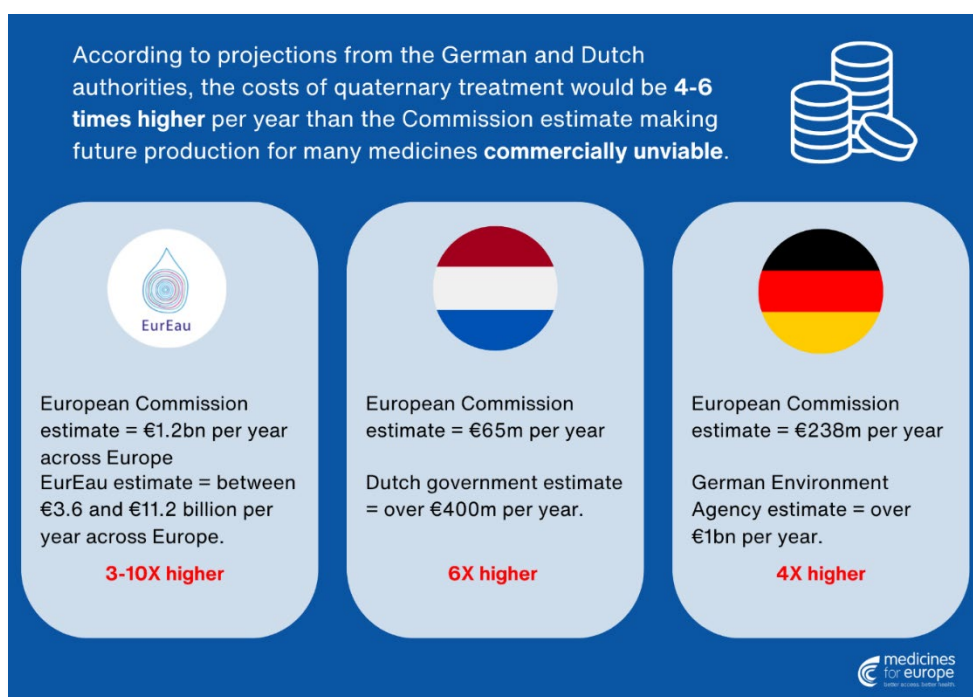 According to projections from the German and Dutch
authorities, the costs of quaternary treatment would be 4-6
times higher per year than the Commission estimate making
future production for many medicines commercially unviable.
EurEau
European Commission
estimate = €1.2bn per year
across Europe
EurEau estimate = between
€3.6 and €11.2 billion per
year across Europe.
3-10X higher
European Commission
estimate = €65m per year
Dutch government estimate
= over €400m per year.
6X higher
European Commission
estimate = €238m per year
German Environment
Agency estimate = over
€1bn per year.
4X higher
medicines
for europe
better access. better health.